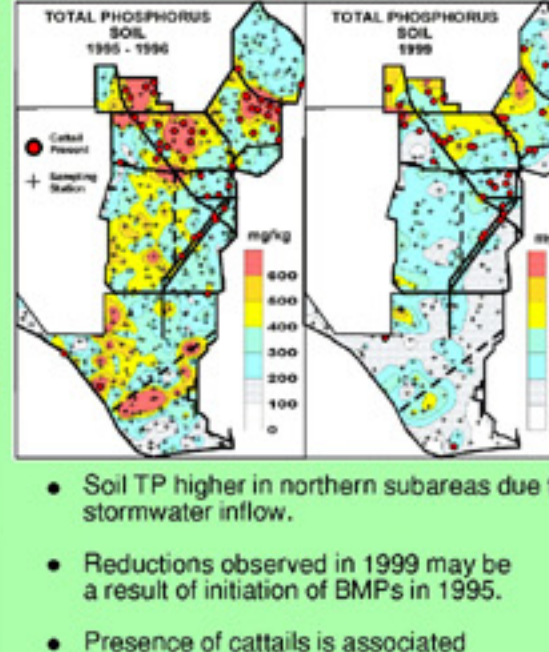 TOTAL PHOSPHORUS
SOIL
1995 - 1996
TOTAL PHOSPHORUS
SOIL
1999
Cattail
Present
Sampling
Station
mg/kg
600
500
400
300
200
100
0
● Soil TP higher in northern subareas due
stormwater inflow.
● Reductions observed in 1999 may be
a result of initiation of BMPs in 1995.
● Presence of cattails is associated